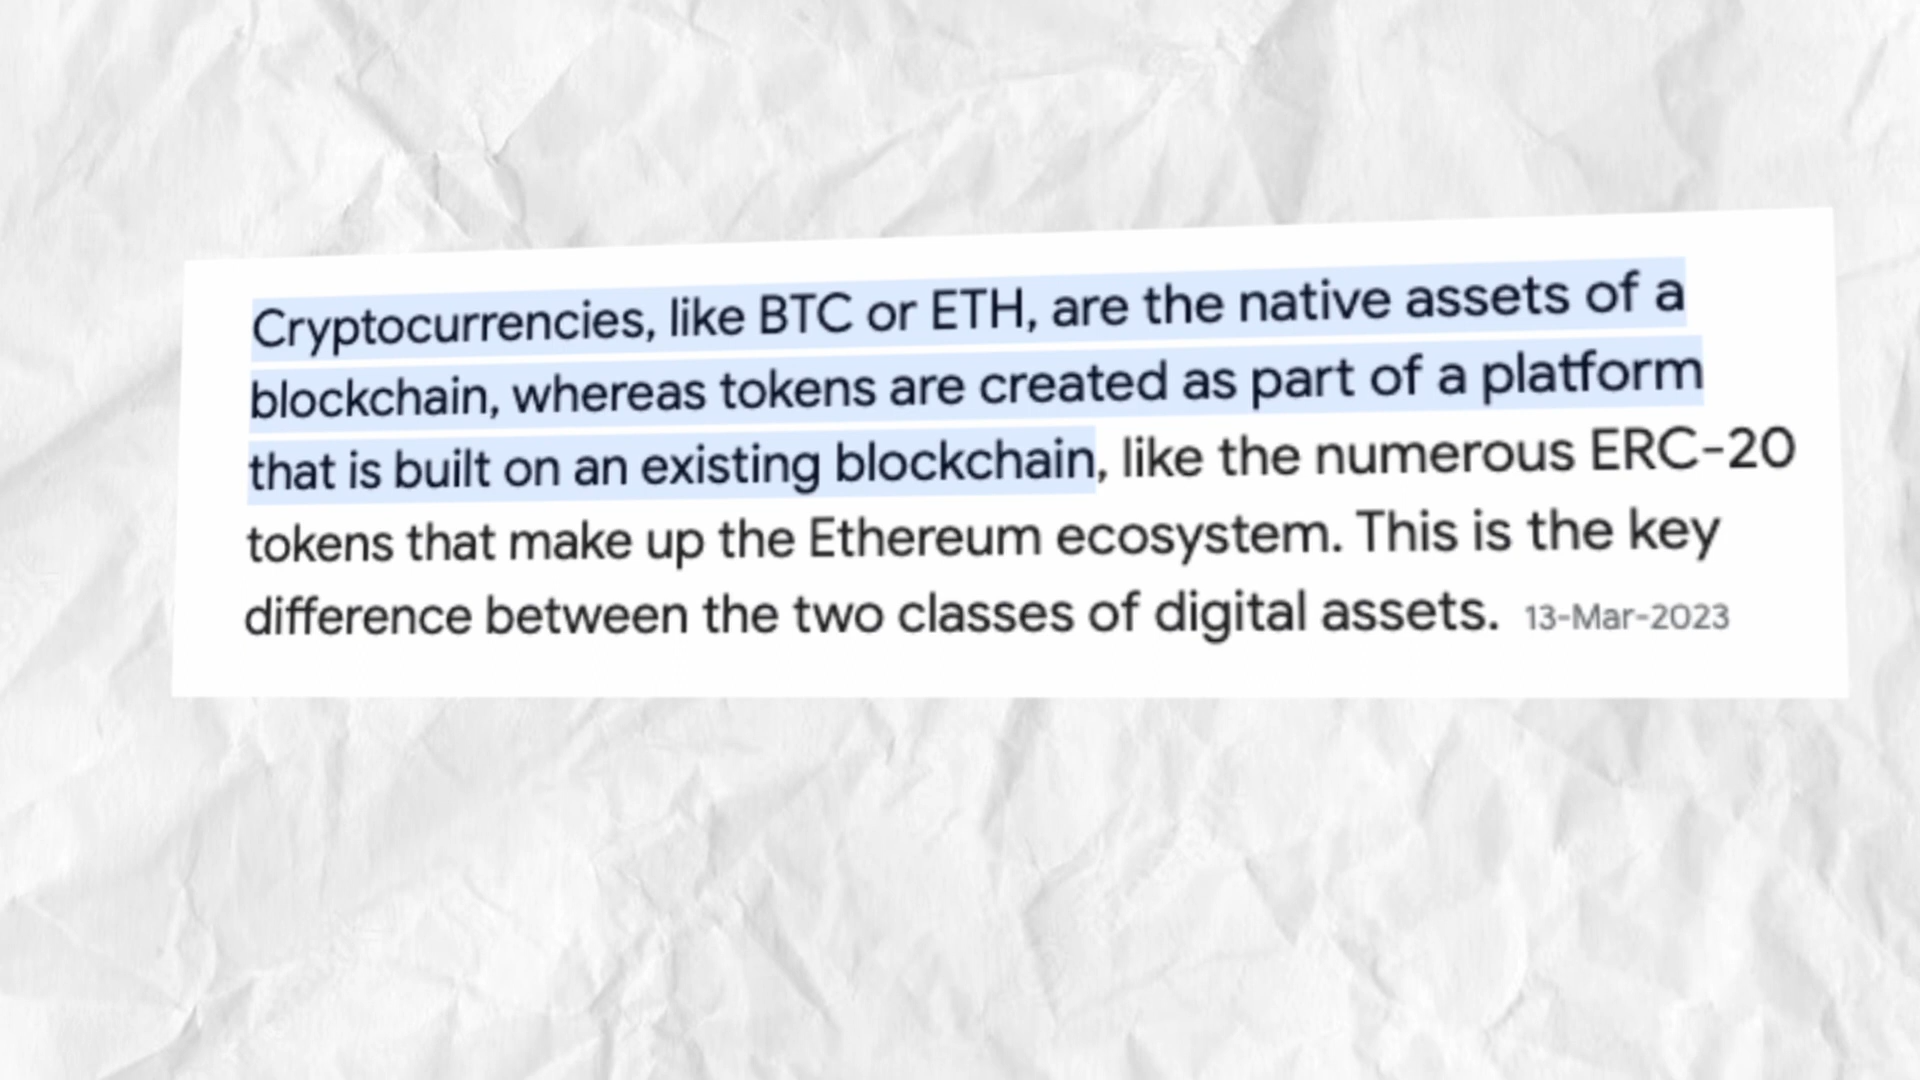 Cryptocurrencies, like BTC or ETH, are the native assets of a
blockchain, whereas tokens are created as part of a platform
that is built on an existing blockchain, like the numerous ERC-20
tokens that make up the Ethereum ecosystem. This is the key
difference between the two classes of digital assets. 13-Mar-2023